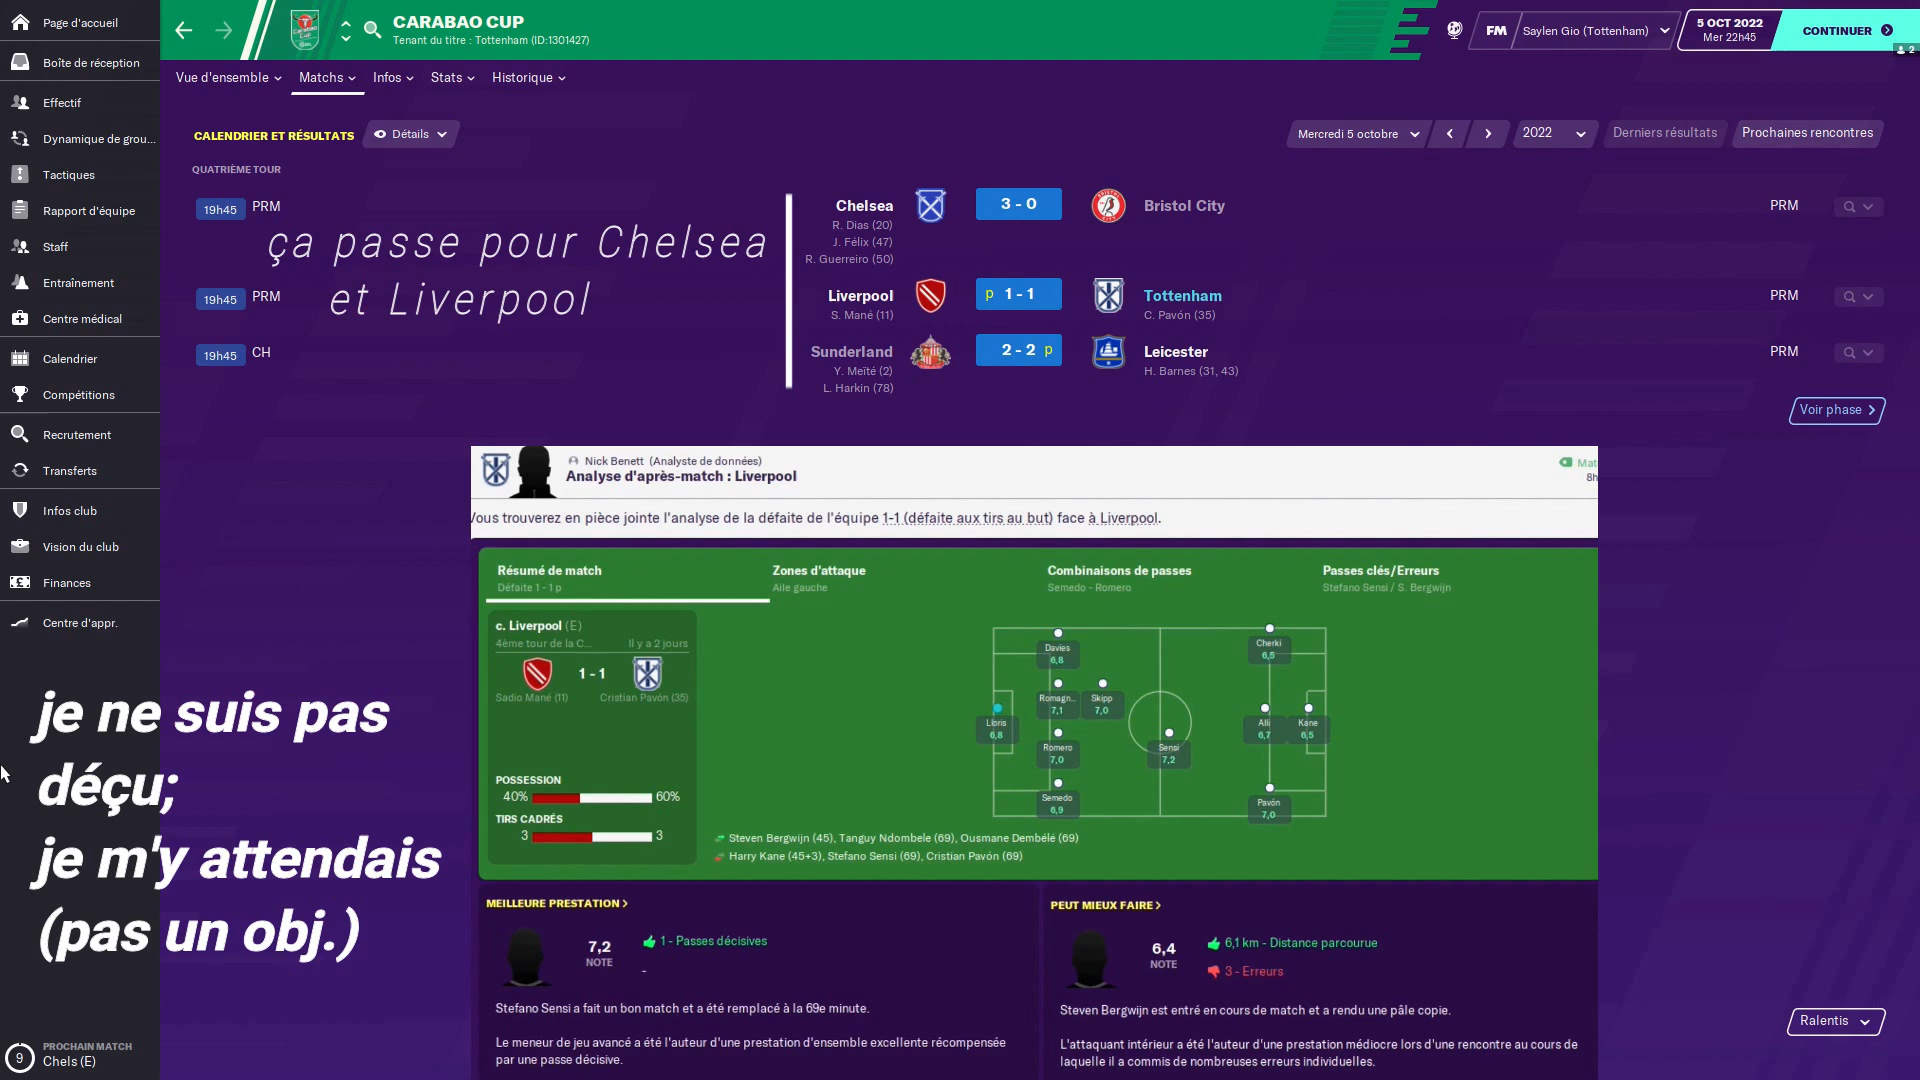 Page d'accueil
Boîte de réception
Effectif
Dynamique de grou...
Tactiques
Rapport d'équipe
Staff
Entraînement
Centre médical
Calendrier
Compétitions
Recrutement
Transferts
Infos club
Vision du club
Finances
Centre d'appr.
CARABAO CUP
Tenant du titre : Tottenham (ID:1301427)
FM
Saylen Gio (Tottenham)
5 OCT 2022
Mer 22h45
CONTINUER
2
Vue d'ensemble Matchs Infos Stats Historique
CALENDRIER ET RÉSULTATS Détails
Mercredi 5 octobre 2022 Derniers résultats Prochaines rencontres
QUATRIÈME TOUR
19h45 PRM Chelsea 3 - 0 Bristol City PRM
R. Dias (20)
J. Félix (47)
R. Guerreiro (50)
ça passe pour Chelsea
et Liverpool
19h45 PRM Liverpool p 1 - 1 Tottenham PRM
S. Mané (11) C. Pavón (35)
19h45 CH Sunderland 2 - 2 p Leicester PRM
Y. Meïté (2) H. Barnes (31, 43)
L. Harkin (78)
Voir phase
Nick Benett (Analyste de données)
Analyse d'après-match : Liverpool
Mat
8h
Vous trouverez en pièce jointe l'analyse de la défaite de l'équipe 1-1 (défaite aux tirs au but) face à Liverpool.
Résumé de match Zones d'attaque Combinaisons de passes Passes clés/Erreurs
Défaite 1 - 1 p Aile gauche Semedo - Romero Stefano Sensi / S. Bergwijn
c. Liverpool (E)
4ème tour de la C... Il y a 2 jours
1 - 1
Sadio Mané (11) Cristian Pavón (35)
POSSESSION
40% 60%
TIRS CADRÉS
3 3
Davies
6,8
Cherki
6,5
Romagn...
7,1
Skipp
7,0
Lloris
6,8
Alli
6,7
Kane
6,5
Romero
7,0
Sensi
7,2
Semedo
6,9
Pavón
7,0
Steven Bergwijn (45), Tanguy Ndombele (69), Ousmane Dembélé (69)
Harry Kane (45+3), Stefano Sensi (69), Cristian Pavón (69)
je ne suis pas
déçu;
je m'y attendais
(pas un obj.)
MEILLEURE PRESTATION
7,2
NOTE
1 - Passes décisives
-
Stefano Sensi a fait un bon match et a été remplacé à la 69e minute.
Le meneur de jeu avancé a été l'auteur d'une prestation d'ensemble excellente récompensée
par une passe décisive.
PEUT MIEUX FAIRE
6,4
NOTE
6,1 km - Distance parcourue
3 - Erreurs
Steven Bergwijn est entré en cours de match et a rendu une pâle copie.
L'attaquant intérieur a été l'auteur d'une prestation médiocre lors d'une rencontre au cours de
laquelle il a commis de nombreuses erreurs individuelles.
Ralentis
9
PROCHAIN MATCH
Chels (E)